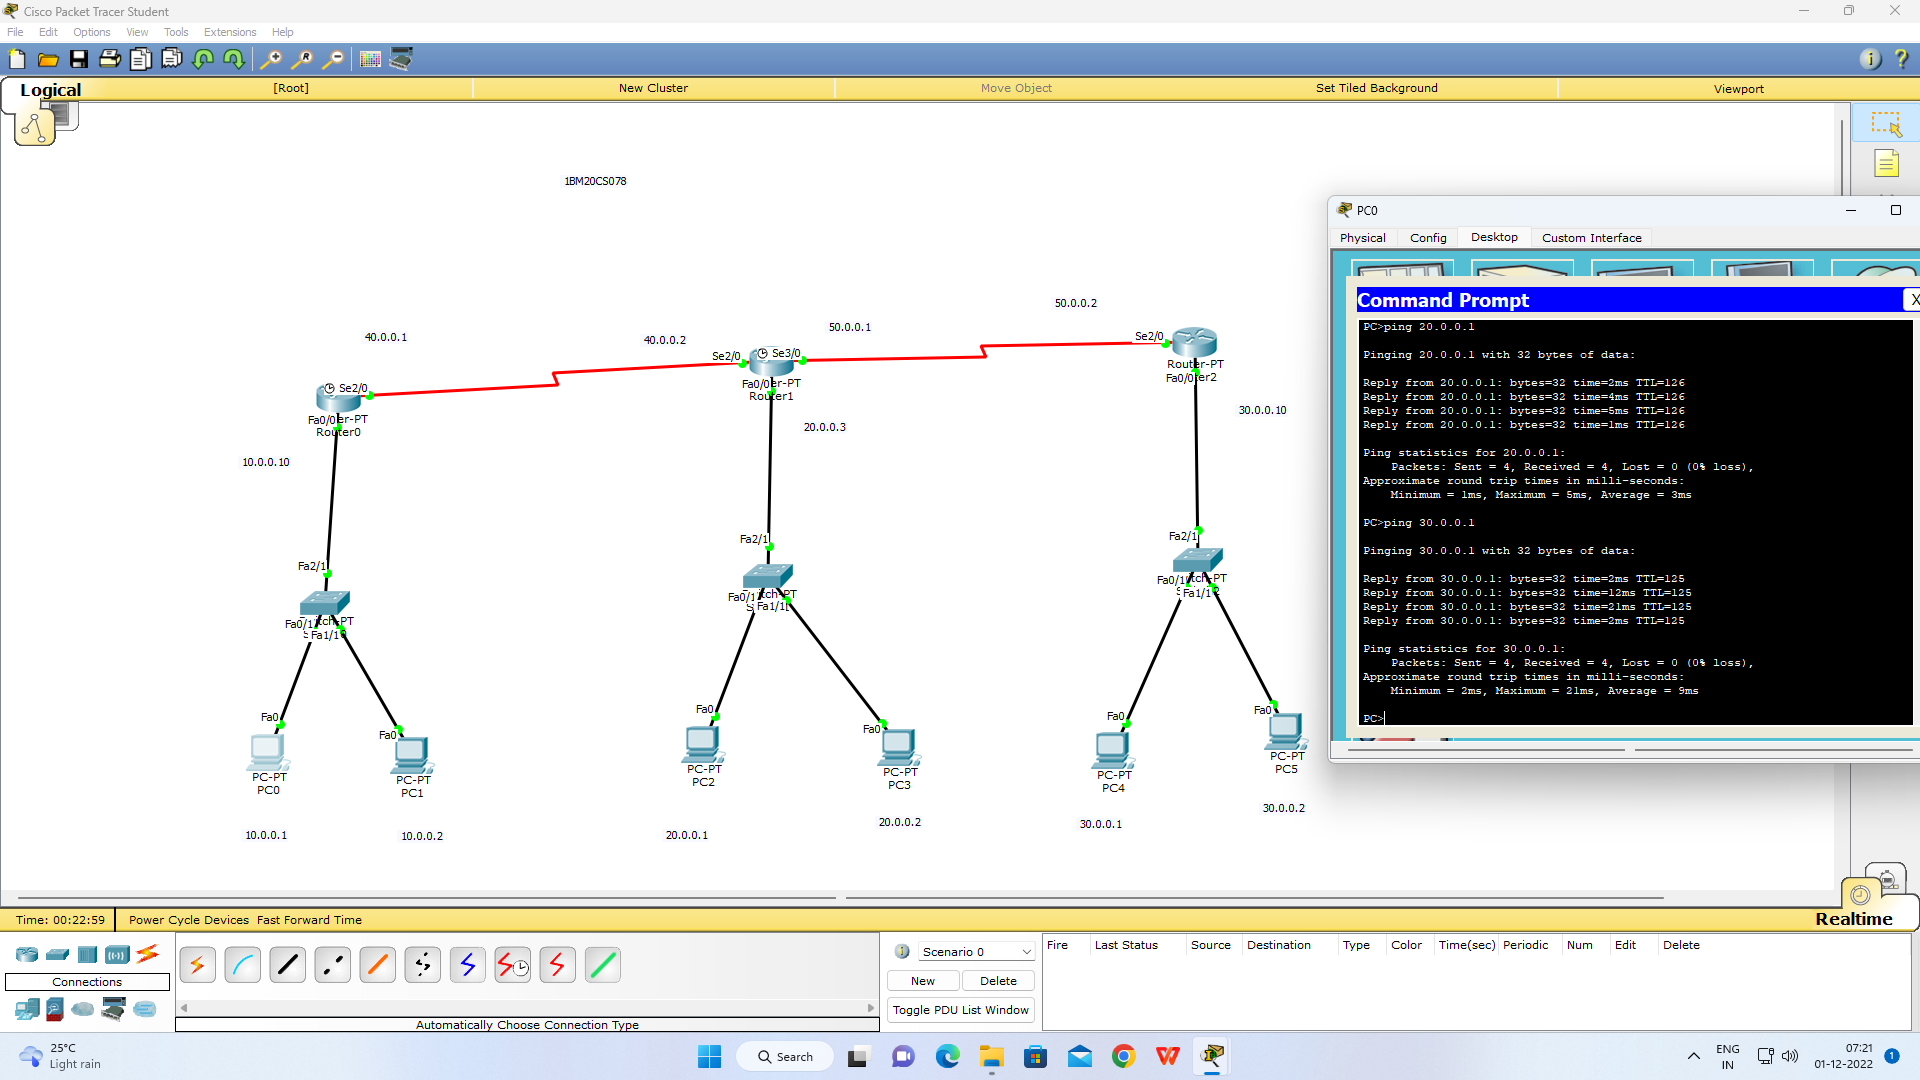 Cisco Packet Tracer Student
File Edit Options View Tools Extensions Help
Logical [Root] New Cluster Move Object Set Tiled Background Viewport
1BM20CS078
50.0.0.2
50.0.0.1
40.0.0.1
40.0.0.2
Se2/0
Se2/0
Se3/0
Se2/0
Router-PT
Fa0/0
Fa0/0
Router1
Fa0/0
Router0
30.0.0.10
20.0.0.3
10.0.0.10
Fa2/1
Fa2/1
Fa2/1
Fa0/1
Fa1/1
Fa0/1
Fa1/1
Fa0/1
Fa1/1
Fa0
Fa0
Fa0
Fa0
Fa0
Fa0
PC-PT
PC0
PC-PT
PC1
PC-PT
PC2
PC-PT
PC3
PC-PT
PC4
PC-PT
PC5
10.0.0.1
10.0.0.2
20.0.0.1
20.0.0.2
30.0.0.1
30.0.0.2
PC0
Physical Config Desktop Custom Interface
Command Prompt X
PC>ping 20.0.0.1
Pinging 20.0.0.1 with 32 bytes of data:
Reply from 20.0.0.1: bytes=32 time=2ms TTL=126
Reply from 20.0.0.1: bytes=32 time=4ms TTL=126
Reply from 20.0.0.1: bytes=32 time=5ms TTL=126
Reply from 20.0.0.1: bytes=32 time=1ms TTL=126
Ping statistics for 20.0.0.1:
Packets: Sent = 4, Received = 4, Lost = 0 (0% loss),
Approximate round trip times in milli-seconds:
Minimum = 1ms, Maximum = 5ms, Average = 3ms
PC>ping 30.0.0.1
Pinging 30.0.0.1 with 32 bytes of data:
Reply from 30.0.0.1: bytes=32 time=2ms TTL=125
Reply from 30.0.0.1: bytes=32 time=12ms TTL=125
Reply from 30.0.0.1: bytes=32 time=21ms TTL=125
Reply from 30.0.0.1: bytes=32 time=2ms TTL=125
Ping statistics for 30.0.0.1:
Packets: Sent = 4, Received = 4, Lost = 0 (0% loss),
Approximate round trip times in milli-seconds:
Minimum = 2ms, Maximum = 21ms, Average = 9ms
PC>
Time: 00:22:59 Power Cycle Devices Fast Forward Time Realtime
Connections
Automatically Choose Connection Type
Scenario 0
New Delete
Toggle PDU List Window
Fire Last Status Source Destination Type Color Time(sec) Periodic Num Edit Delete
25°C
Light rain
Search
ENG
IN
07:21
01-12-2022
1